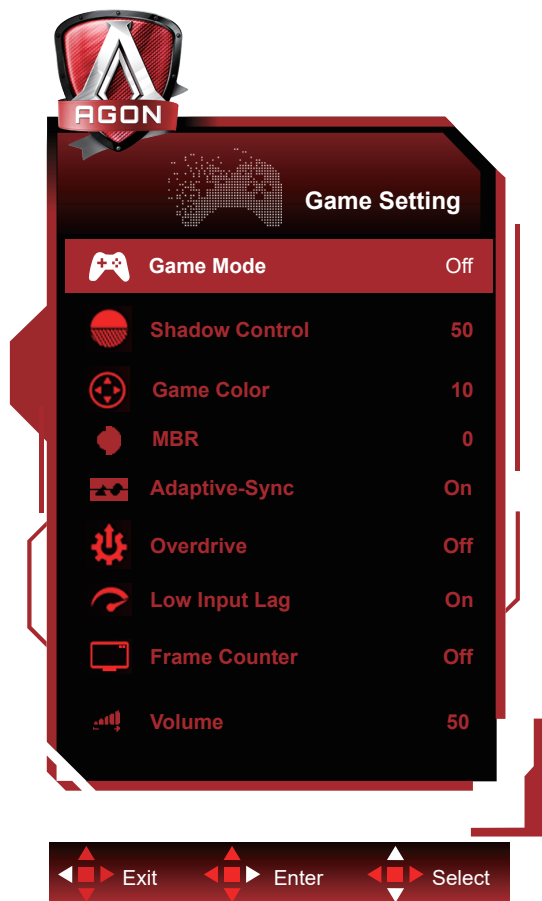 AGON
Game Setting
Game Mode Off
Shadow Control 50
Game Color 10
MBR 0
Adaptive-Sync On
Overdrive Off
Low Input Lag On
Frame Counter Off
Volume 50
Exit Enter Select